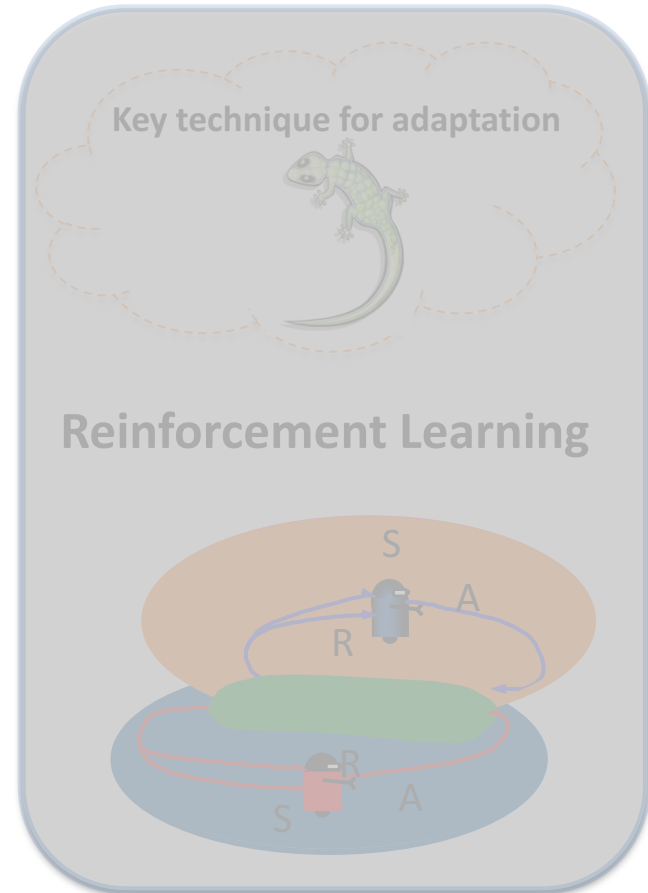 Key technique for adaptation
Reinforcement Learning
S
A
R
R
A
S